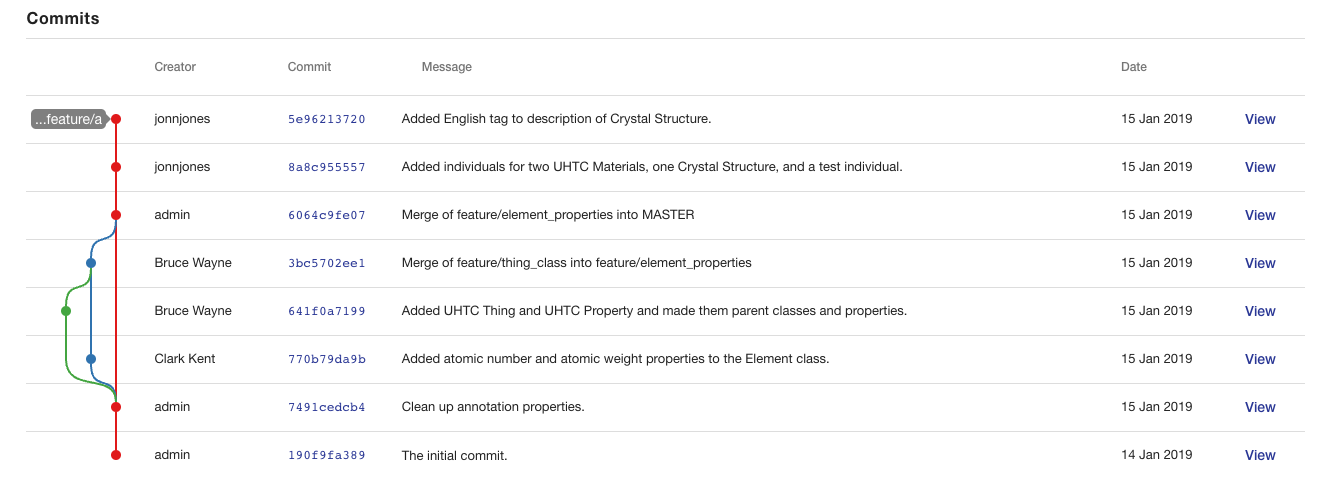 Commits
Creator Commit Message Date
...feature/a jonnjones 5e96213720 Added English tag to description of Crystal Structure. 15 Jan 2019 View
jonnjones 8a8c955557 Added individuals for two UHTC Materials, one Crystal Structure, and a test individual. 15 Jan 2019 View
admin 6064c9fe07 Merge of feature/element_properties into MASTER 15 Jan 2019 View
Bruce Wayne 3bc5702ee1 Merge of feature/thing_class into feature/element_properties 15 Jan 2019 View
Bruce Wayne 641f0a7199 Added UHTC Thing and UHTC Property and made them parent classes and properties. 15 Jan 2019 View
Clark Kent 770b79da9b Added atomic number and atomic weight properties to the Element class. 15 Jan 2019 View
admin 7491cedcb4 Clean up annotation properties. 15 Jan 2019 View
admin 190f9fa389 The initial commit. 14 Jan 2019 View